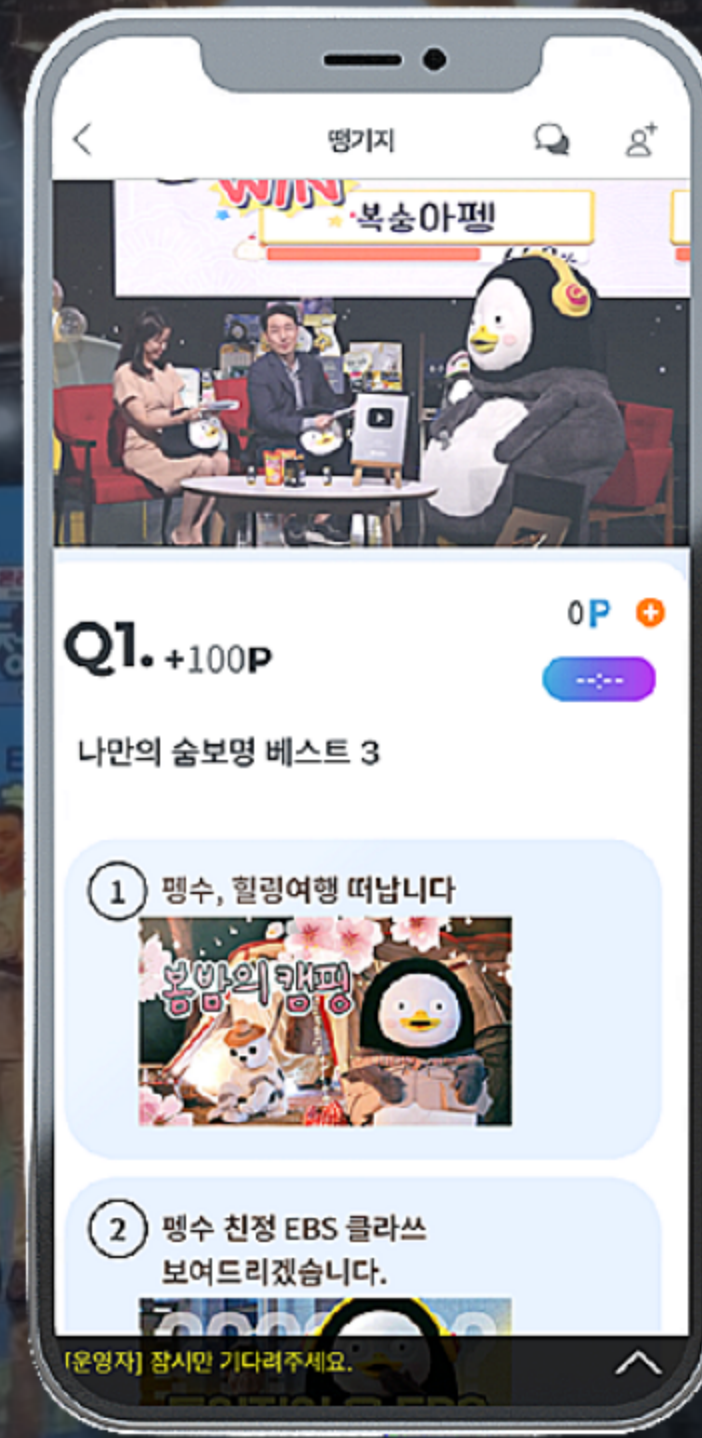 땡기지
WIN
복숭아펭
Q1. +100P
0P
--:--
나만의 숨보명 베스트 3
1 펭수, 힐링여행 떠납니다
봄밤의 캠핑
2 펭수 친정 EBS 클라쓰
보여드리겠습니다.
[운영자] 잠시만 기다려주세요.